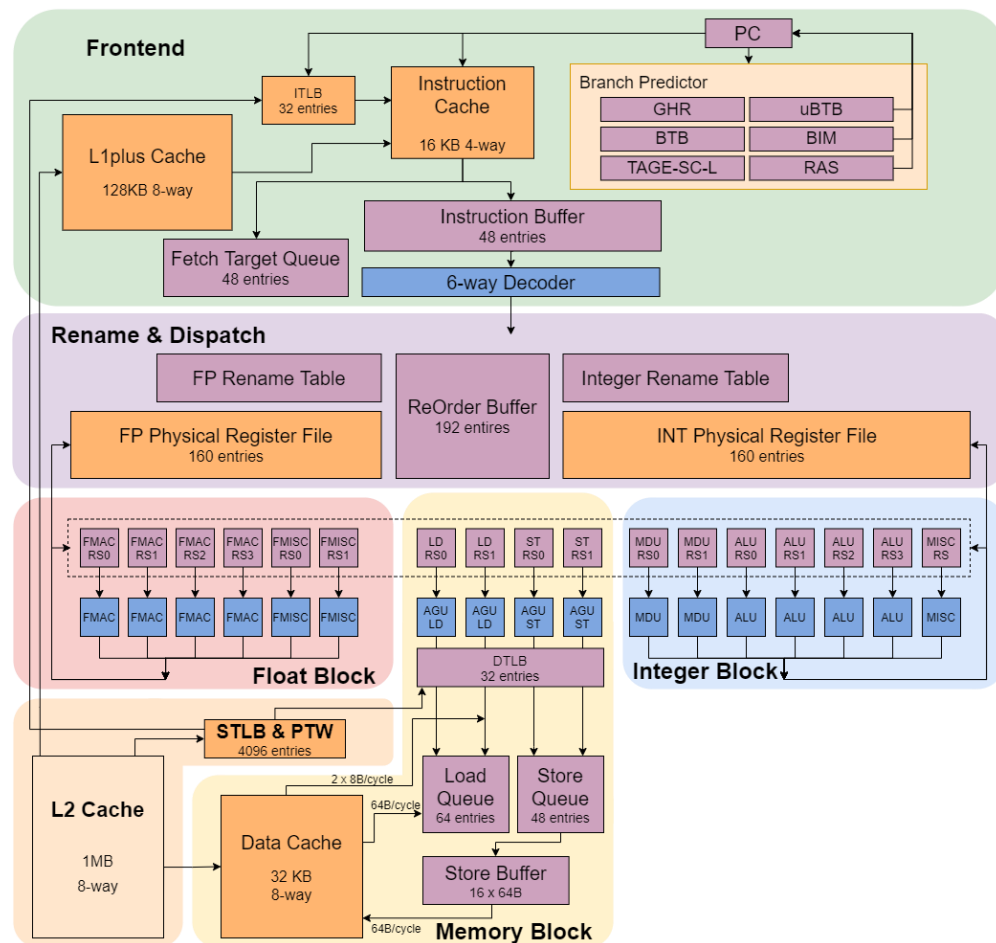 Frontend
PC
ITLB
32 entries
Instruction
Cache
16 KB 4-way
Branch Predictor
GHR
uBTB
BTB
BIM
TAGE-SC-L
RAS
L1plus Cache
128KB 8-way
Instruction Buffer
48 entries
Fetch Target Queue
48 entries
6-way Decoder
Rename & Dispatch
FP Rename Table
ReOrder Buffer
192 entires
Integer Rename Table
FP Physical Register File
160 entries
INT Physical Register File
160 entries
FMAC
RS0
FMAC
RS1
FMAC
RS2
FMAC
RS3
FMISC
RS0
FMISC
RS1
LD
RS0
LD
RS1
ST
RS0
ST
RS1
MDU
RS0
MDU
RS1
ALU
RS0
ALU
RS1
ALU
RS2
ALU
RS3
MISC
RS
FMAC
FMAC
FMAC
FMAC
FMISC
FMISC
AGU
LD
AGU
LD
AGU
ST
AGU
ST
MDU
MDU
ALU
ALU
ALU
ALU
MISC
Float Block
DTLB
32 entries
Integer Block
STLB & PTW
4096 entries
L2 Cache
1MB
8-way
2 x 8B/cycle
64B/cycle
Data Cache
32 KB
8-way
Load
Queue
64 entries
Store
Queue
48 entries
Store Buffer
16 x 64B
64B/cycle
Memory Block